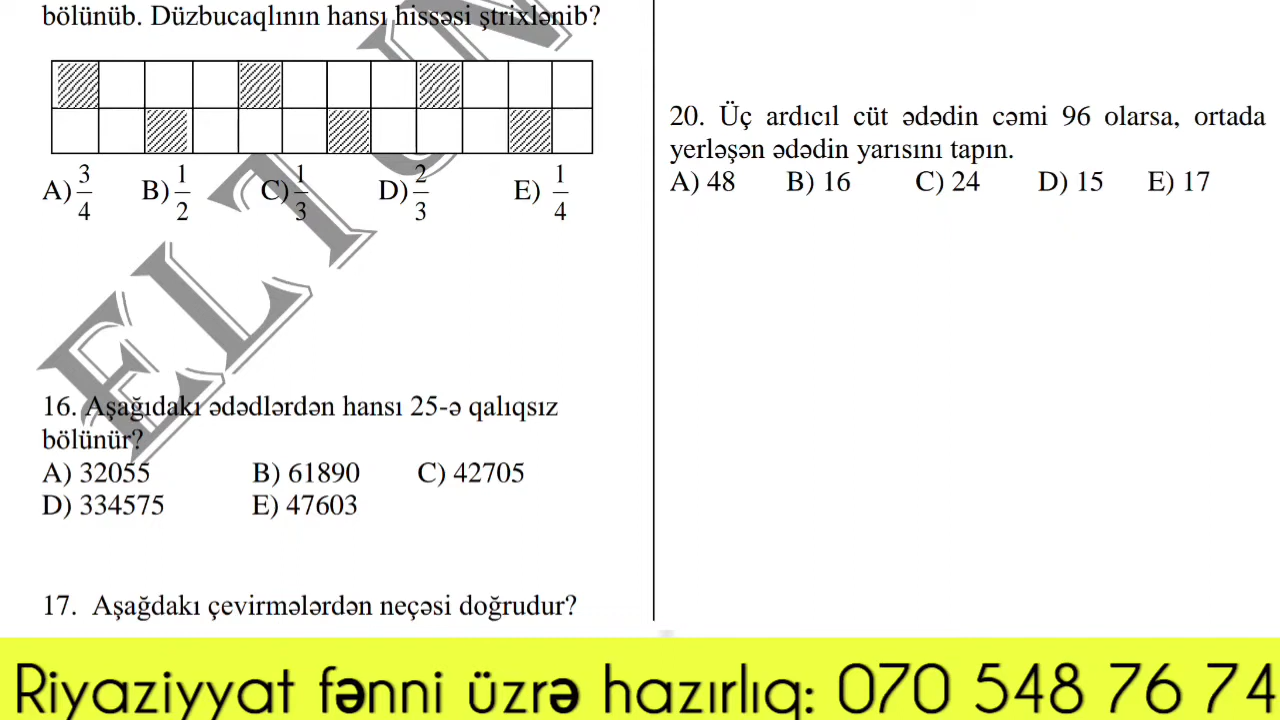 bölünüb. Düzbucaqlının hansı hissəsi ştrixlənib?
A) 3/4 B) 1/2 C) 1/3 D) 2/3 E) 1/4
16. Aşağıdakı ədədlərdən hansı 25-ə qalıqsız
bölünür?
A) 32055 B) 61890 C) 42705
D) 334575 E) 47603
17. Aşağdakı çevirmələrdən neçəsi doğrudur?
20. Üç ardıcıl cüt ədədin cəmi 96 olarsa, ortada
yerləşən ədədin yarısını tapın.
A) 48 B) 16 C) 24 D) 15 E) 17
ELTUN
Riyaziyyat fənni üzrə hazırlıq: 070 548 76 74